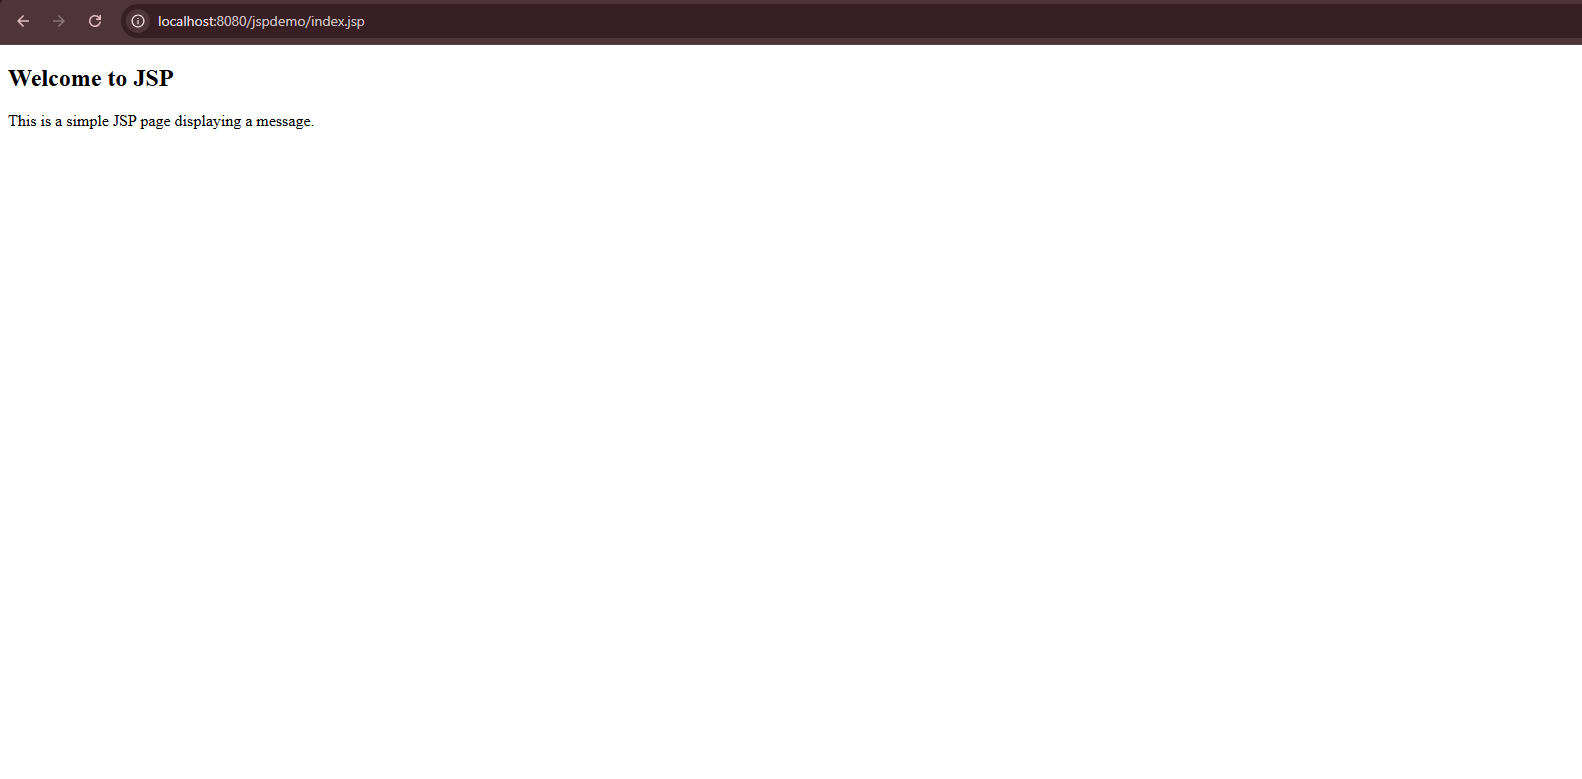 localhost:8080/jspdemo/index.jsp
Welcome to JSP
This is a simple JSP page displaying a message.